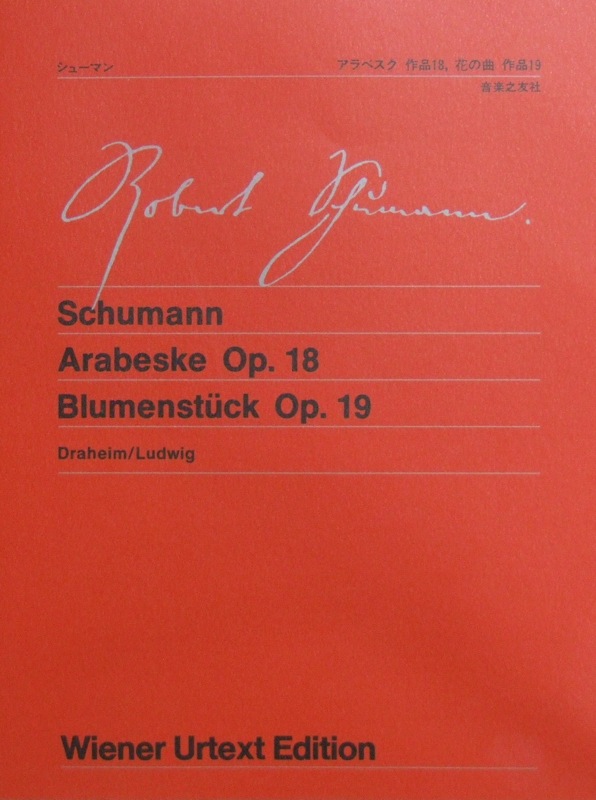 シューマン
アラベスク 作品18, 花の曲 作品19
音楽之友社
Robert Schumann.
Schumann
Arabeske Op. 18
Blumenstück Op. 19
Draheim/Ludwig
Wiener Urtext Edition